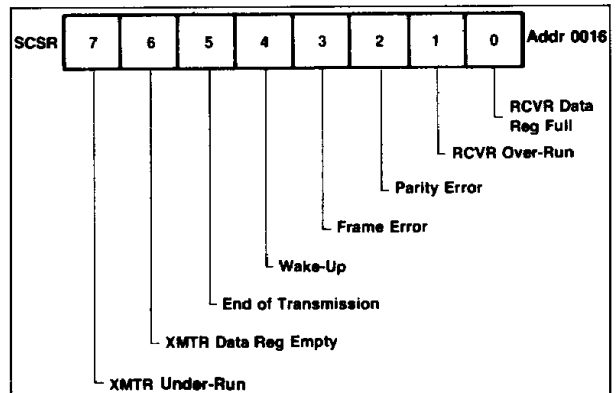 SCSR 7 6 5 4 3 2 1 0 Addr 0016
RCVR Data
Reg Full
RCVR Over-Run
Parity Error
Frame Error
Wake-Up
End of Transmission
XMTR Data Reg Empty
XMTR Under-Run